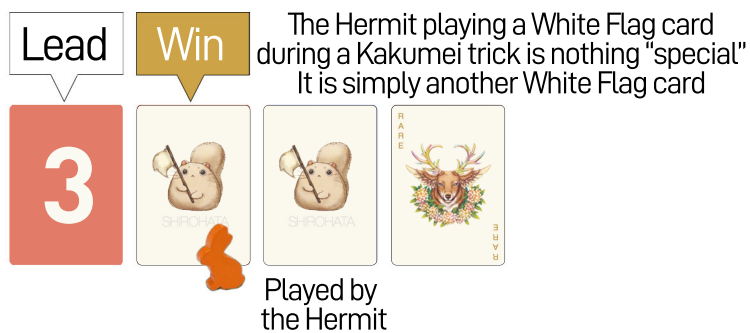 Lead
Win
The Hermit playing a White Flag card
during a Kakumei trick is nothing “special”
It is simply another White Flag card
3
SHIROHATA
SHIROHATA
RARE
RARE
Played by
the Hermit